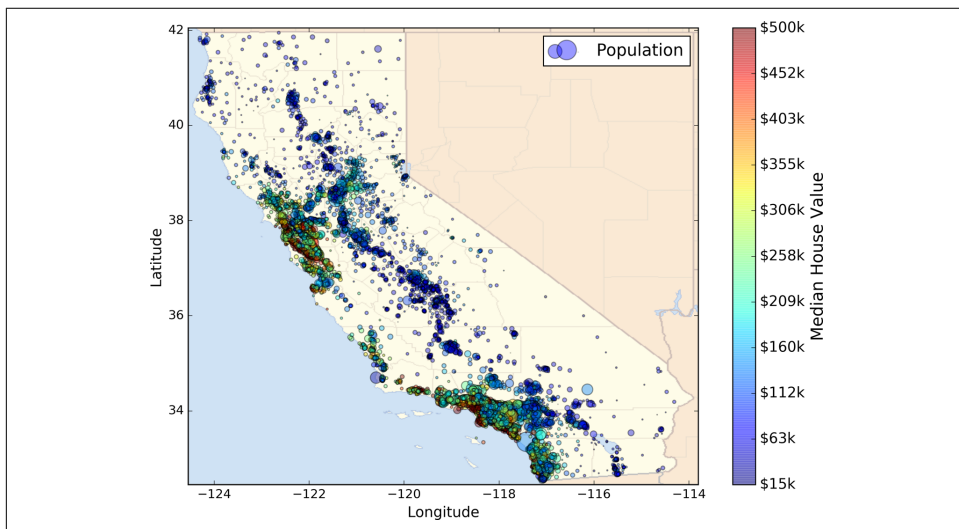 Population
42
40
38
36
34
Latitude
−124
−122
−120
−118
−116
−114
Longitude
$500k
$452k
$403k
$355k
$306k
$258k
$209k
$160k
$112k
$63k
$15k
Median House Value